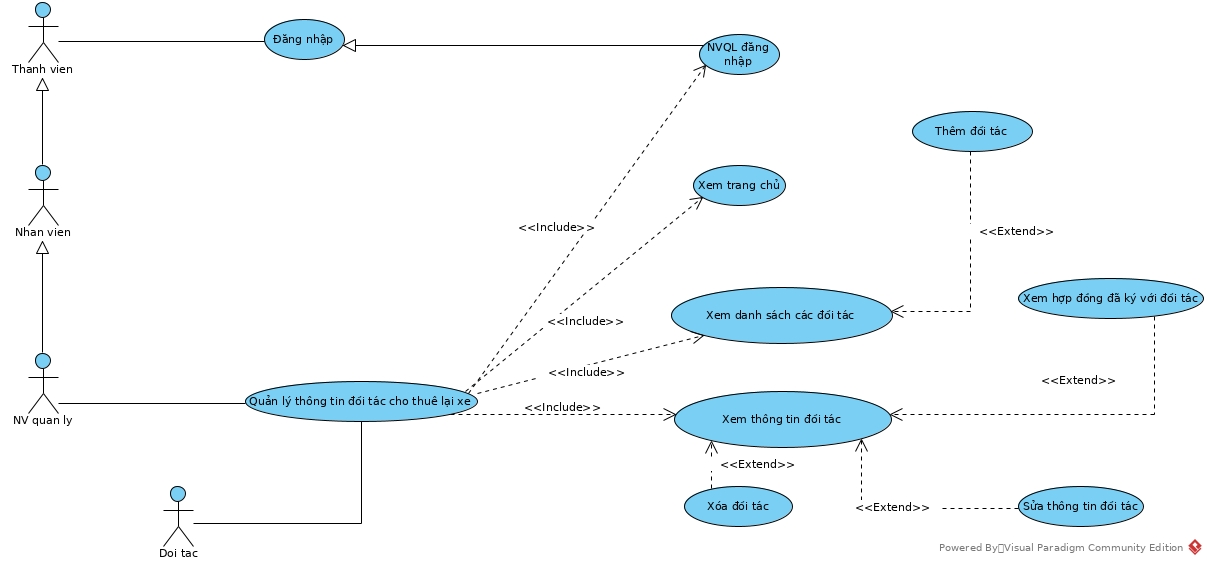 Thanh vien
Đăng nhập
NVQL đăng
nhập
Thêm đối tác
Xem trang chủ
Nhan vien
<<Include>>
<<Extend>>
Xem hợp đồng đã ký với đối tác
Xem danh sách các đối tác
<<Include>>
<<Include>>
<<Extend>>
NV quan ly
Quản lý thông tin đối tác cho thuê lại xe
<<Include>>
Xem thông tin đối tác
<<Extend>>
Xóa đối tác
<<Extend>>
Sửa thông tin đối tác
Doi tac
Powered By Visual Paradigm Community Edition